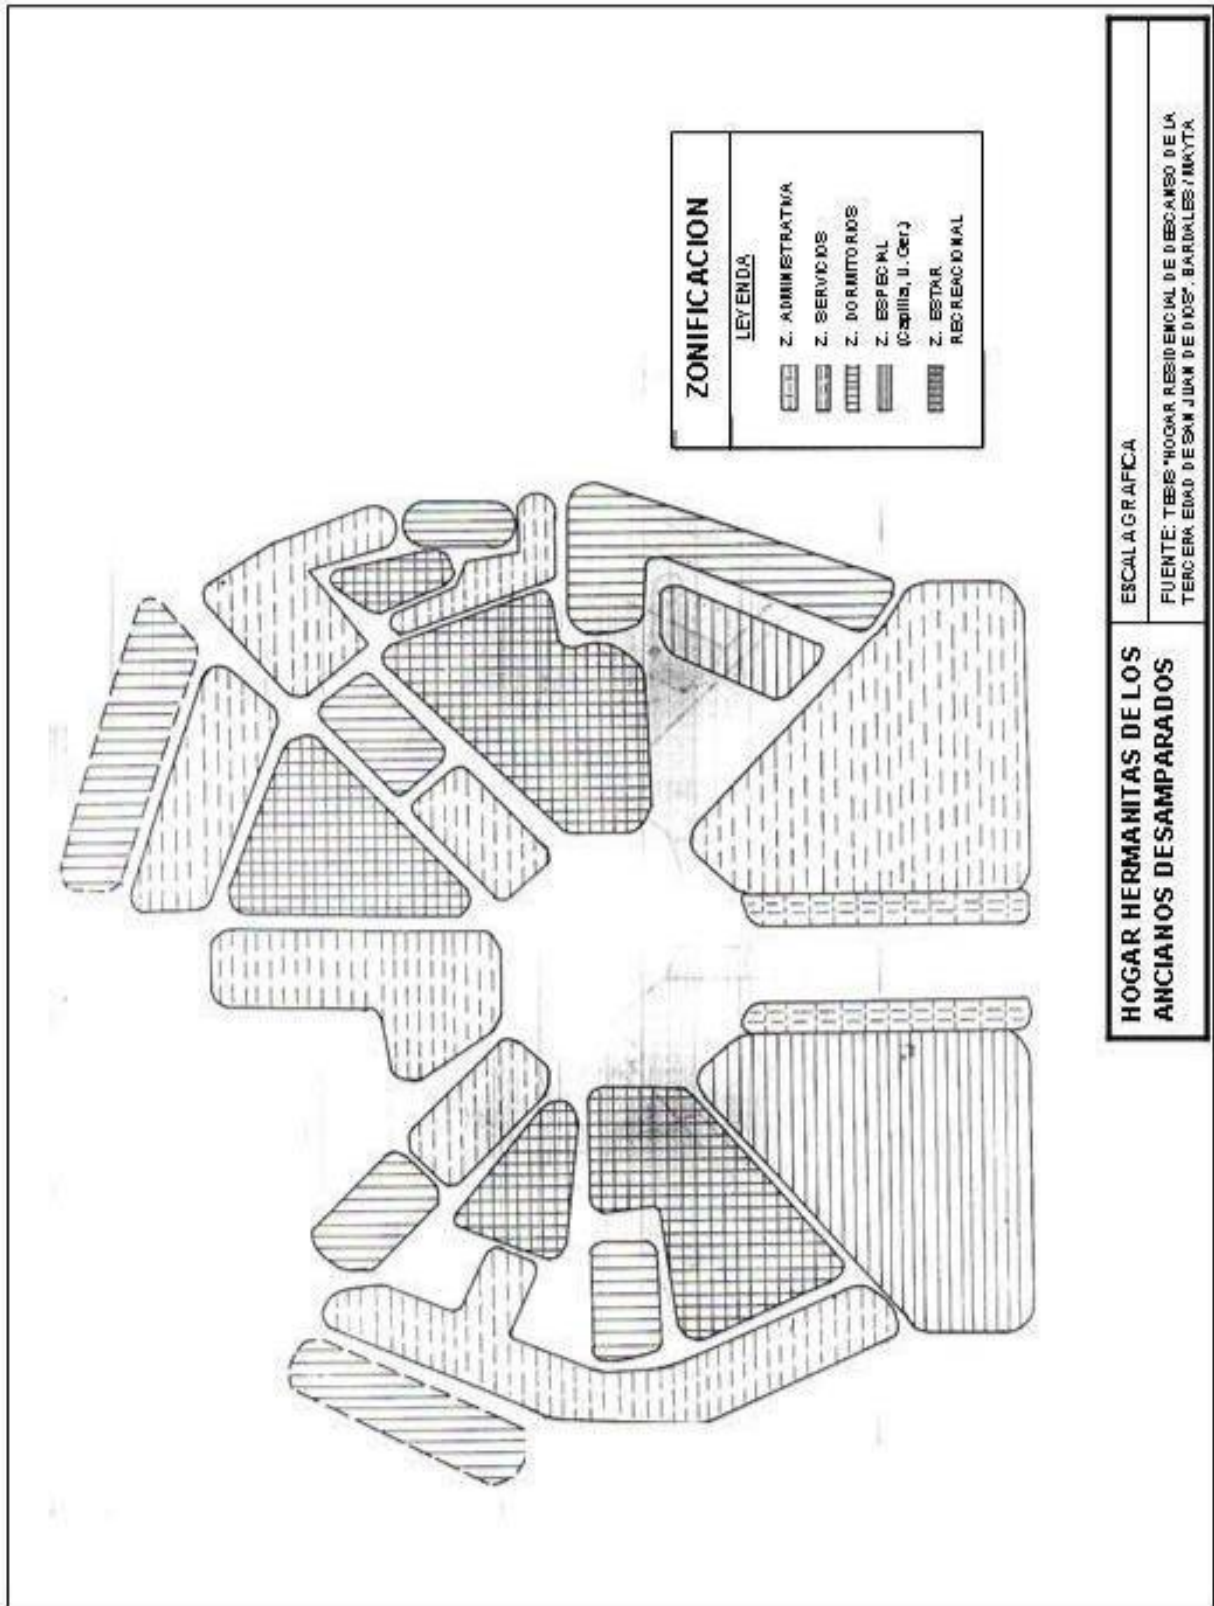 ZONIFICACION
LEYENDA
Z. ADMINISTRATIVA
Z. SERVICIOS
Z. DORMITORIOS
Z. ESPECIAL
(Capilla, U. Ger.)
Z. ESTAR
RECREACIONAL
HOGAR HERMANITAS DE LOS
ANCIANOS DESAMPARADOS
ESCALA GRAFICA
FUENTE: TESIS "HOGAR RESIDENCIAL DE DESCANSO DE LA
TERCERA EDAD DE SAN JUAN DE DIOS". BARDALES / MAYTA